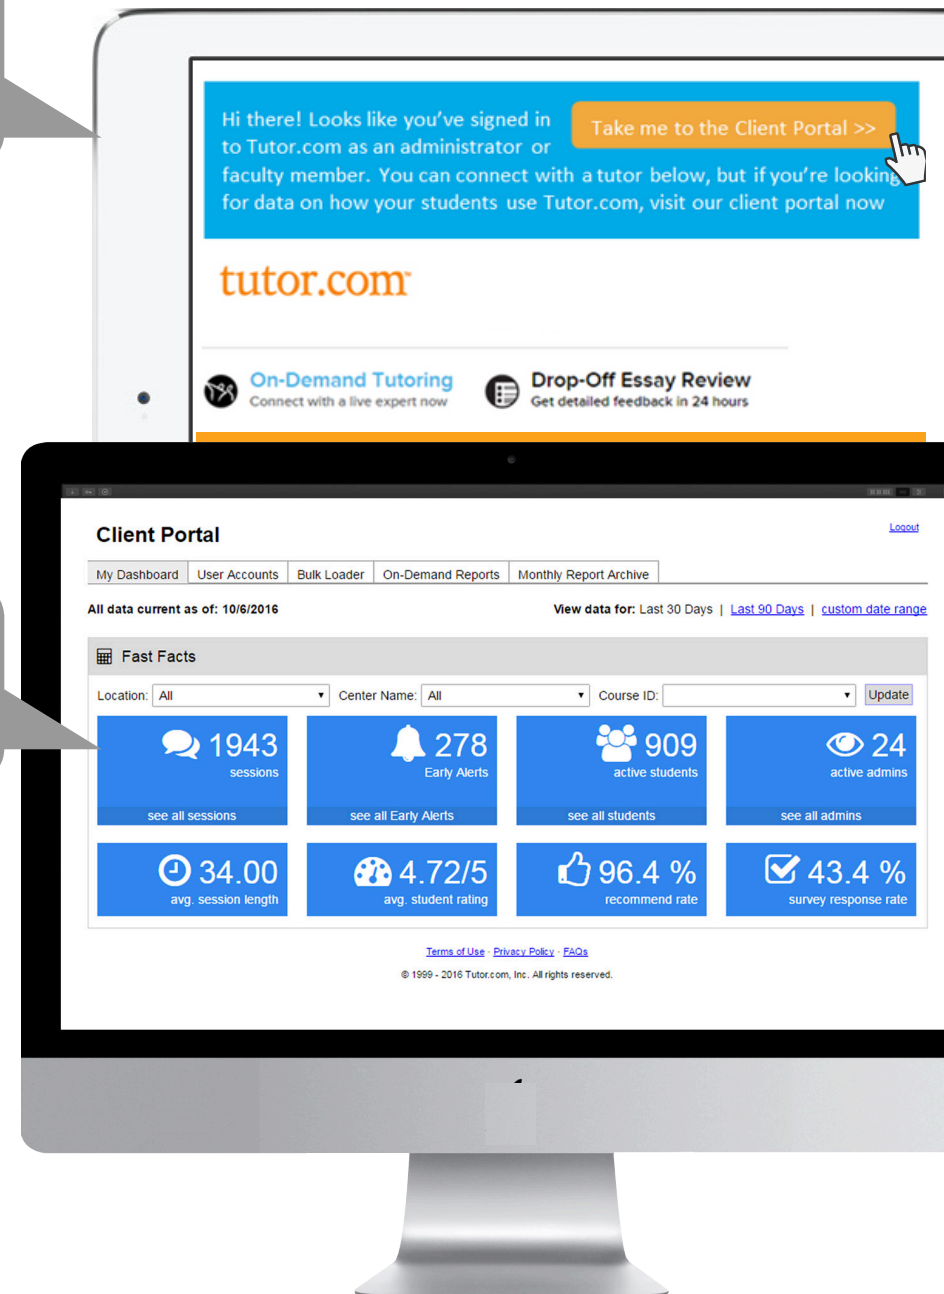 Hi there! Looks like you've signed in
to Tutor.com as an administrator or
faculty member. You can connect with a tutor below, but if you're looking
for data on how your students use Tutor.com, visit our client portal now
Take me to the Client Portal >>
tutor.com
On-Demand Tutoring
Connect with a live expert now
Drop-Off Essay Review
Get detailed feedback in 24 hours
Client Portal
Logout
My Dashboard User Accounts Bulk Loader On-Demand Reports Monthly Report Archive
All data current as of: 10/6/2016
View data for: Last 30 Days | Last 90 Days | custom date range
Fast Facts
Location: All Center Name: All Course ID: Update
1943
sessions
see all sessions
278
Early Alerts
see all Early Alerts
909
active students
see all students
24
active admins
see all admins
34.00
avg. session length
4.72/5
avg. student rating
96.4 %
recommend rate
43.4 %
survey response rate
Terms of Use · Privacy Policy · FAQs
© 1999 - 2016 Tutor.com, Inc. All rights reserved.